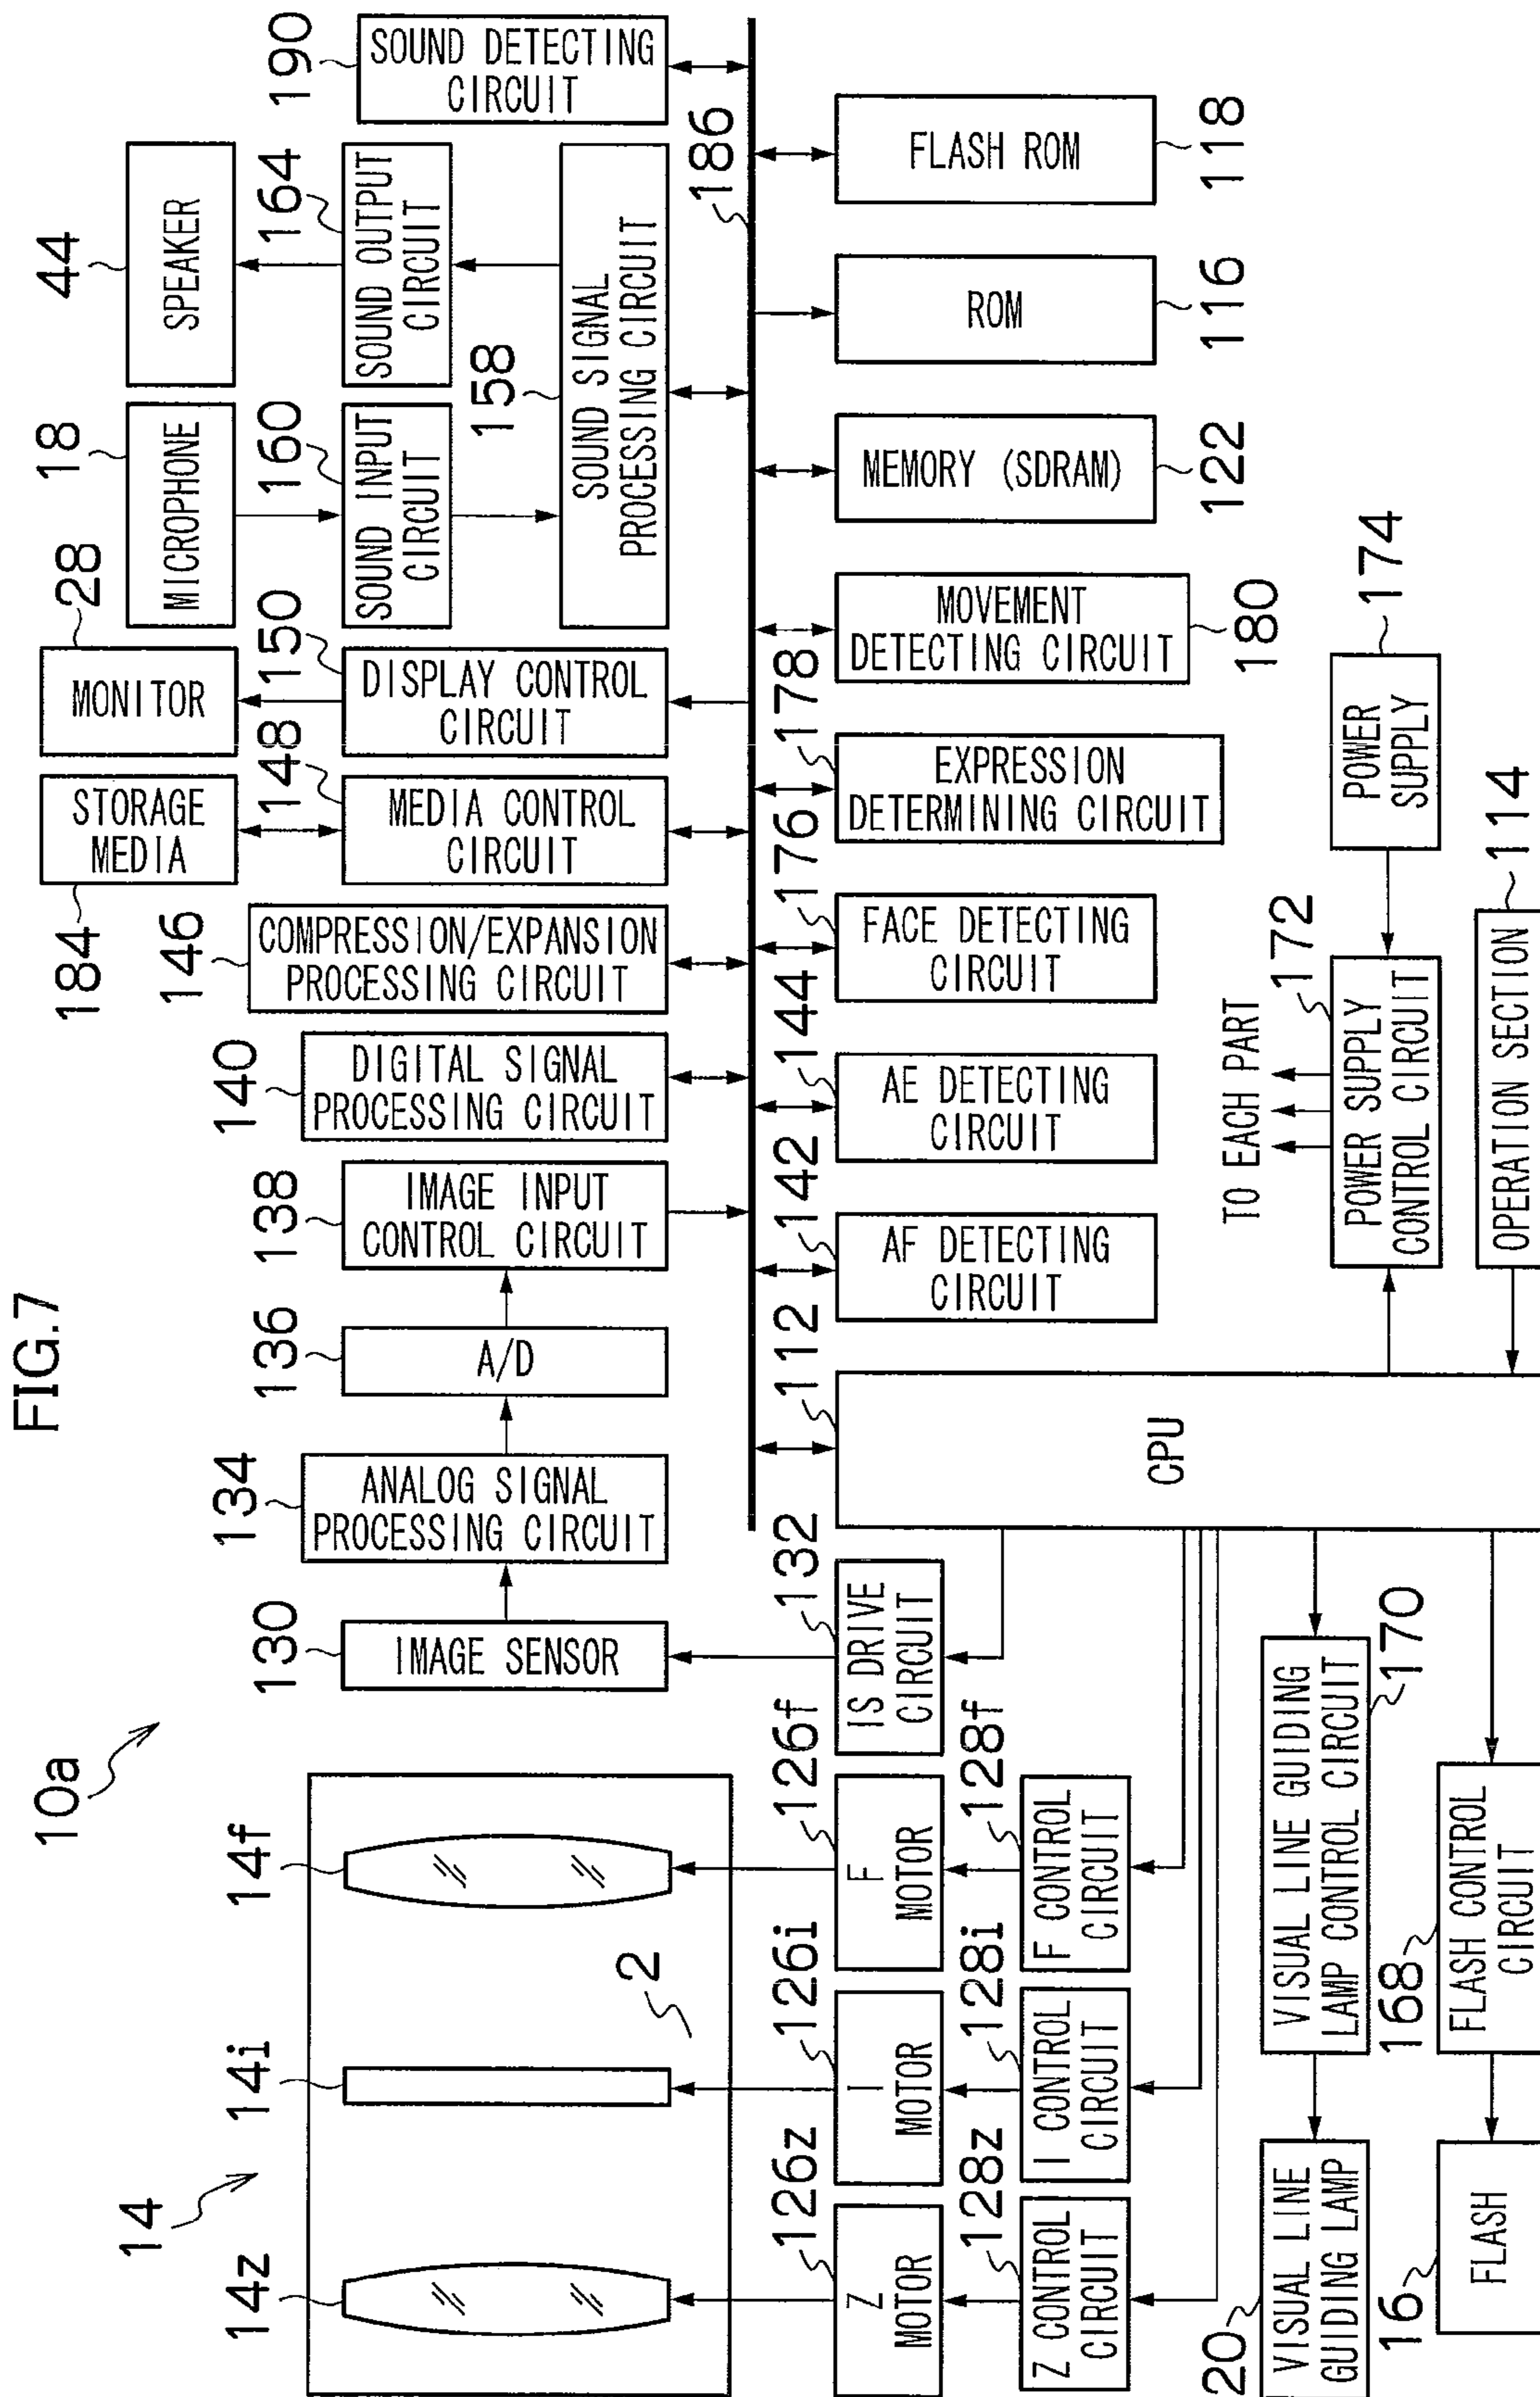 FIG.7
10a
14
14z
14i
14f
2
130
IMAGE SENSOR
134
ANALOG SIGNAL
PROCESSING CIRCUIT
136
A/D
138
IMAGE INPUT
CONTROL CIRCUIT
140
DIGITAL SIGNAL
PROCESSING CIRCUIT
146
COMPRESSION/EXPANSION
PROCESSING CIRCUIT
184
STORAGE
MEDIA
148
MEDIA CONTROL
CIRCUIT
28
MONITOR
150
DISPLAY CONTROL
CIRCUIT
18
MICROPHONE
160
SOUND INPUT
CIRCUIT
44
SPEAKER
164
SOUND OUTPUT
CIRCUIT
158
SOUND SIGNAL
PROCESSING CIRCUIT
190
SOUND DETECTING
CIRCUIT
186
126z
Z
MOTOR
126i
I
MOTOR
126f
F
MOTOR
132
IS DRIVE
CIRCUIT
128z
Z CONTROL
CIRCUIT
128i
I CONTROL
CIRCUIT
128f
F CONTROL
CIRCUIT
112
CPU
142
AF DETECTING
CIRCUIT
144
AE DETECTING
CIRCUIT
176
FACE DETECTING
CIRCUIT
178
EXPRESSION
DETERMINING CIRCUIT
MOVEMENT
DETECTING CIRCUIT
180
MEMORY (SDRAM)
122
ROM
116
FLASH ROM
118
20
VISUAL LINE
GUIDING LAMP
VISUAL LINE GUIDING
LAMP CONTROL CIRCUIT
170
16
FLASH
168
FLASH CONTROL
CIRCUIT
TO EACH PART
172
POWER SUPPLY
CONTROL CIRCUIT
174
POWER
SUPPLY
OPERATION SECTION
114